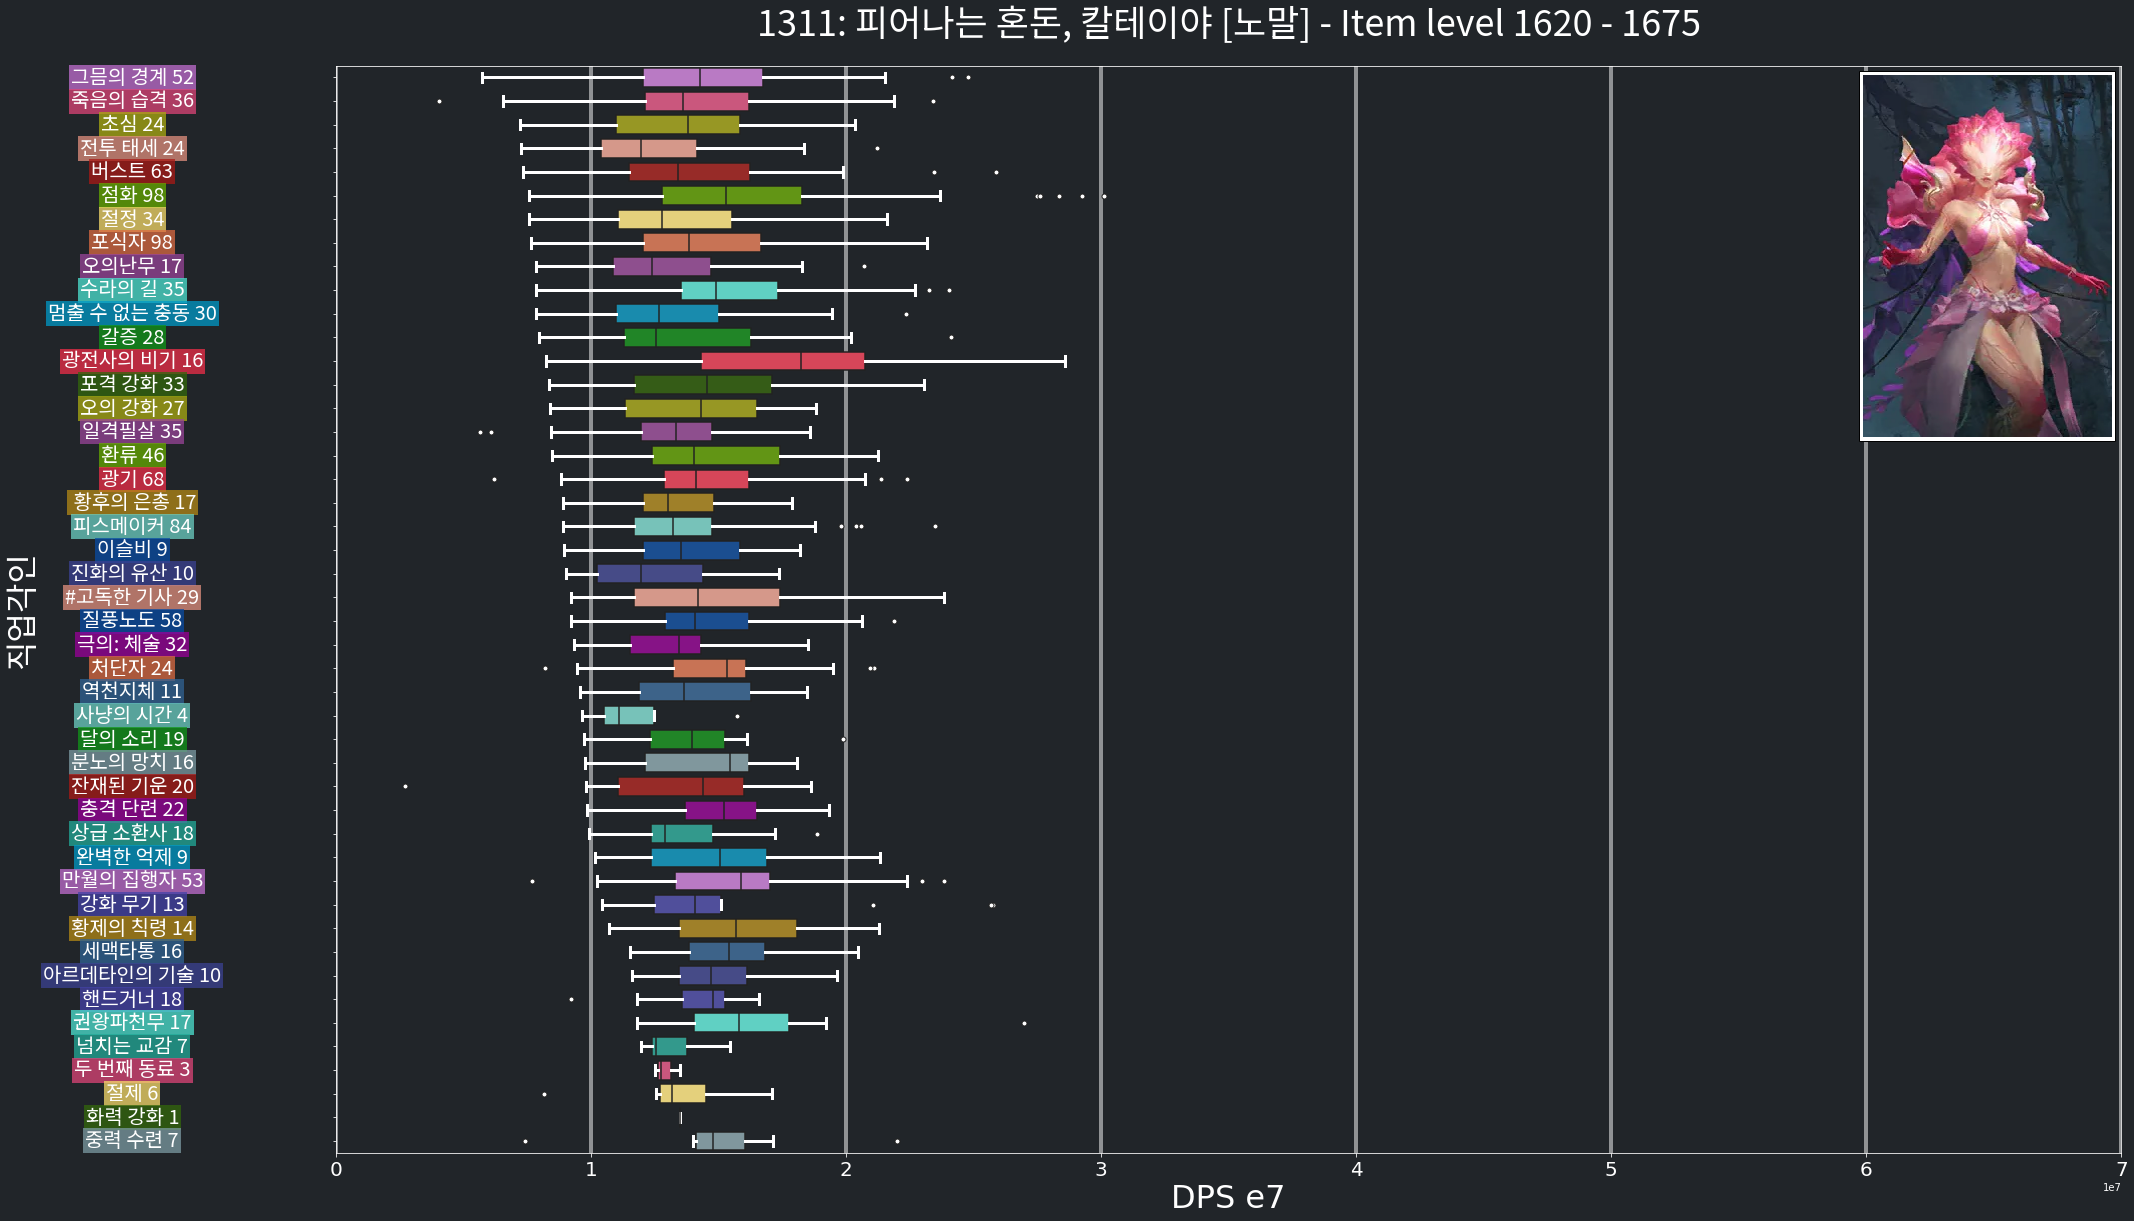 1311: 피어나는 혼돈, 칼테이야 [노말] - Item level 1620 - 1675
직업각인
그믐의 경계 52
죽음의 습격 36
초심 24
전투 태세 24
버스트 63
점화 98
절정 34
포식자 98
오의난무 17
수라의 길 35
멈출 수 없는 충동 30
갈증 28
광전사의 비기 16
포격 강화 33
오의 강화 27
일격필살 35
환류 46
광기 68
황후의 은총 17
피스메이커 84
이슬비 9
진화의 유산 10
#고독한 기사 29
질풍노도 58
극의: 체술 32
처단자 24
역천지체 11
사냥의 시간 4
달의 소리 19
분노의 망치 16
잔재된 기운 20
충격 단련 22
상급 소환사 18
완벽한 억제 9
만월의 집행자 53
강화 무기 13
황제의 칙령 14
세맥타통 16
아르데타인의 기술 10
핸드거너 18
권왕파천무 17
넘치는 교감 7
두 번째 동료 3
절제 6
화력 강화 1
중력 수련 7
0 1 2 3 4 5 6 7
1e7
DPS e7